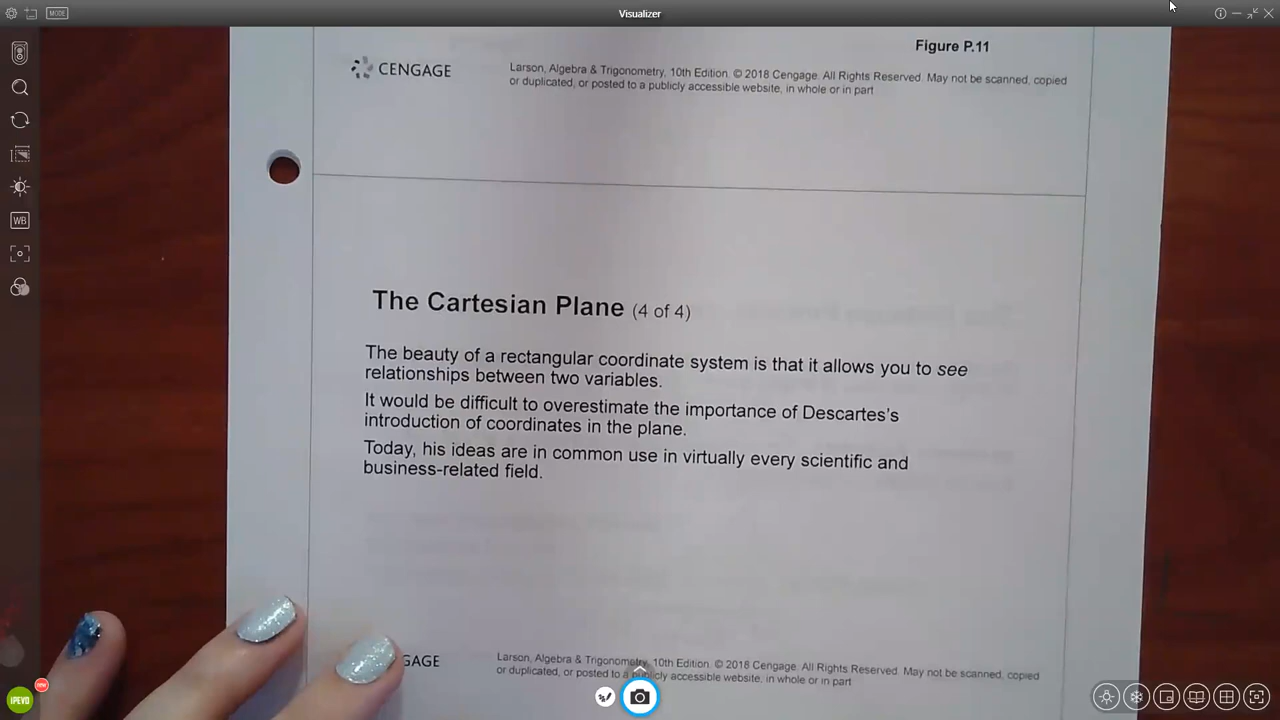 MODE
Visualizer
Figure P.11
CENGAGE
Larson, Algebra & Trigonometry, 10th Edition. © 2018 Cengage. All Rights Reserved. May not be scanned, copied
or duplicated, or posted to a publicly accessible website, in whole or in part
WB
The Cartesian Plane (4 of 4)
The beauty of a rectangular coordinate system is that it allows you to see
relationships between two variables.
It would be difficult to overestimate the importance of Descartes's
introduction of coordinates in the plane.
Today, his ideas are in common use in virtually every scientific and
business-related field.
GAGE
Larson, Algebra & Trigonometry, 10th Edition. © 2018 Cengage. All Rights Reserved. May not be scanned, copied
or duplicated, or posted to a publicly accessible website, in whole or in part
IPEVO
new